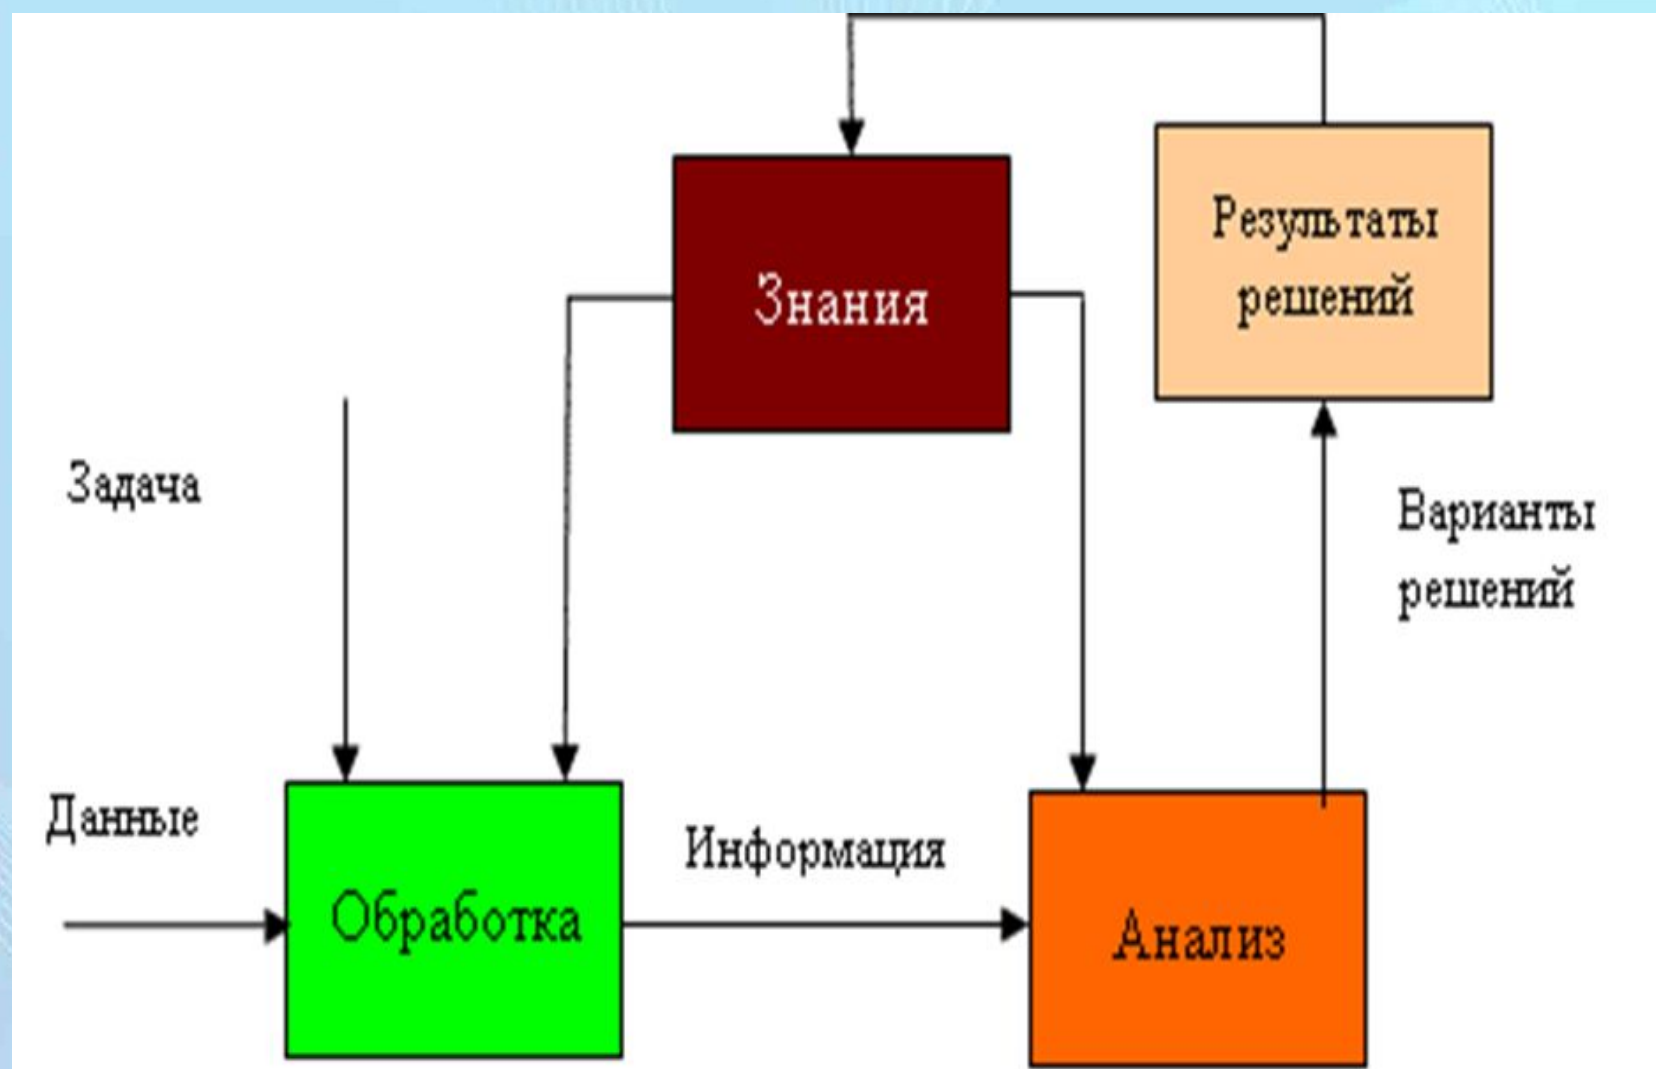 Результаты
решений
Знания
Задача
Варианты
решений
Данные
Информация
Обработка
Анализ